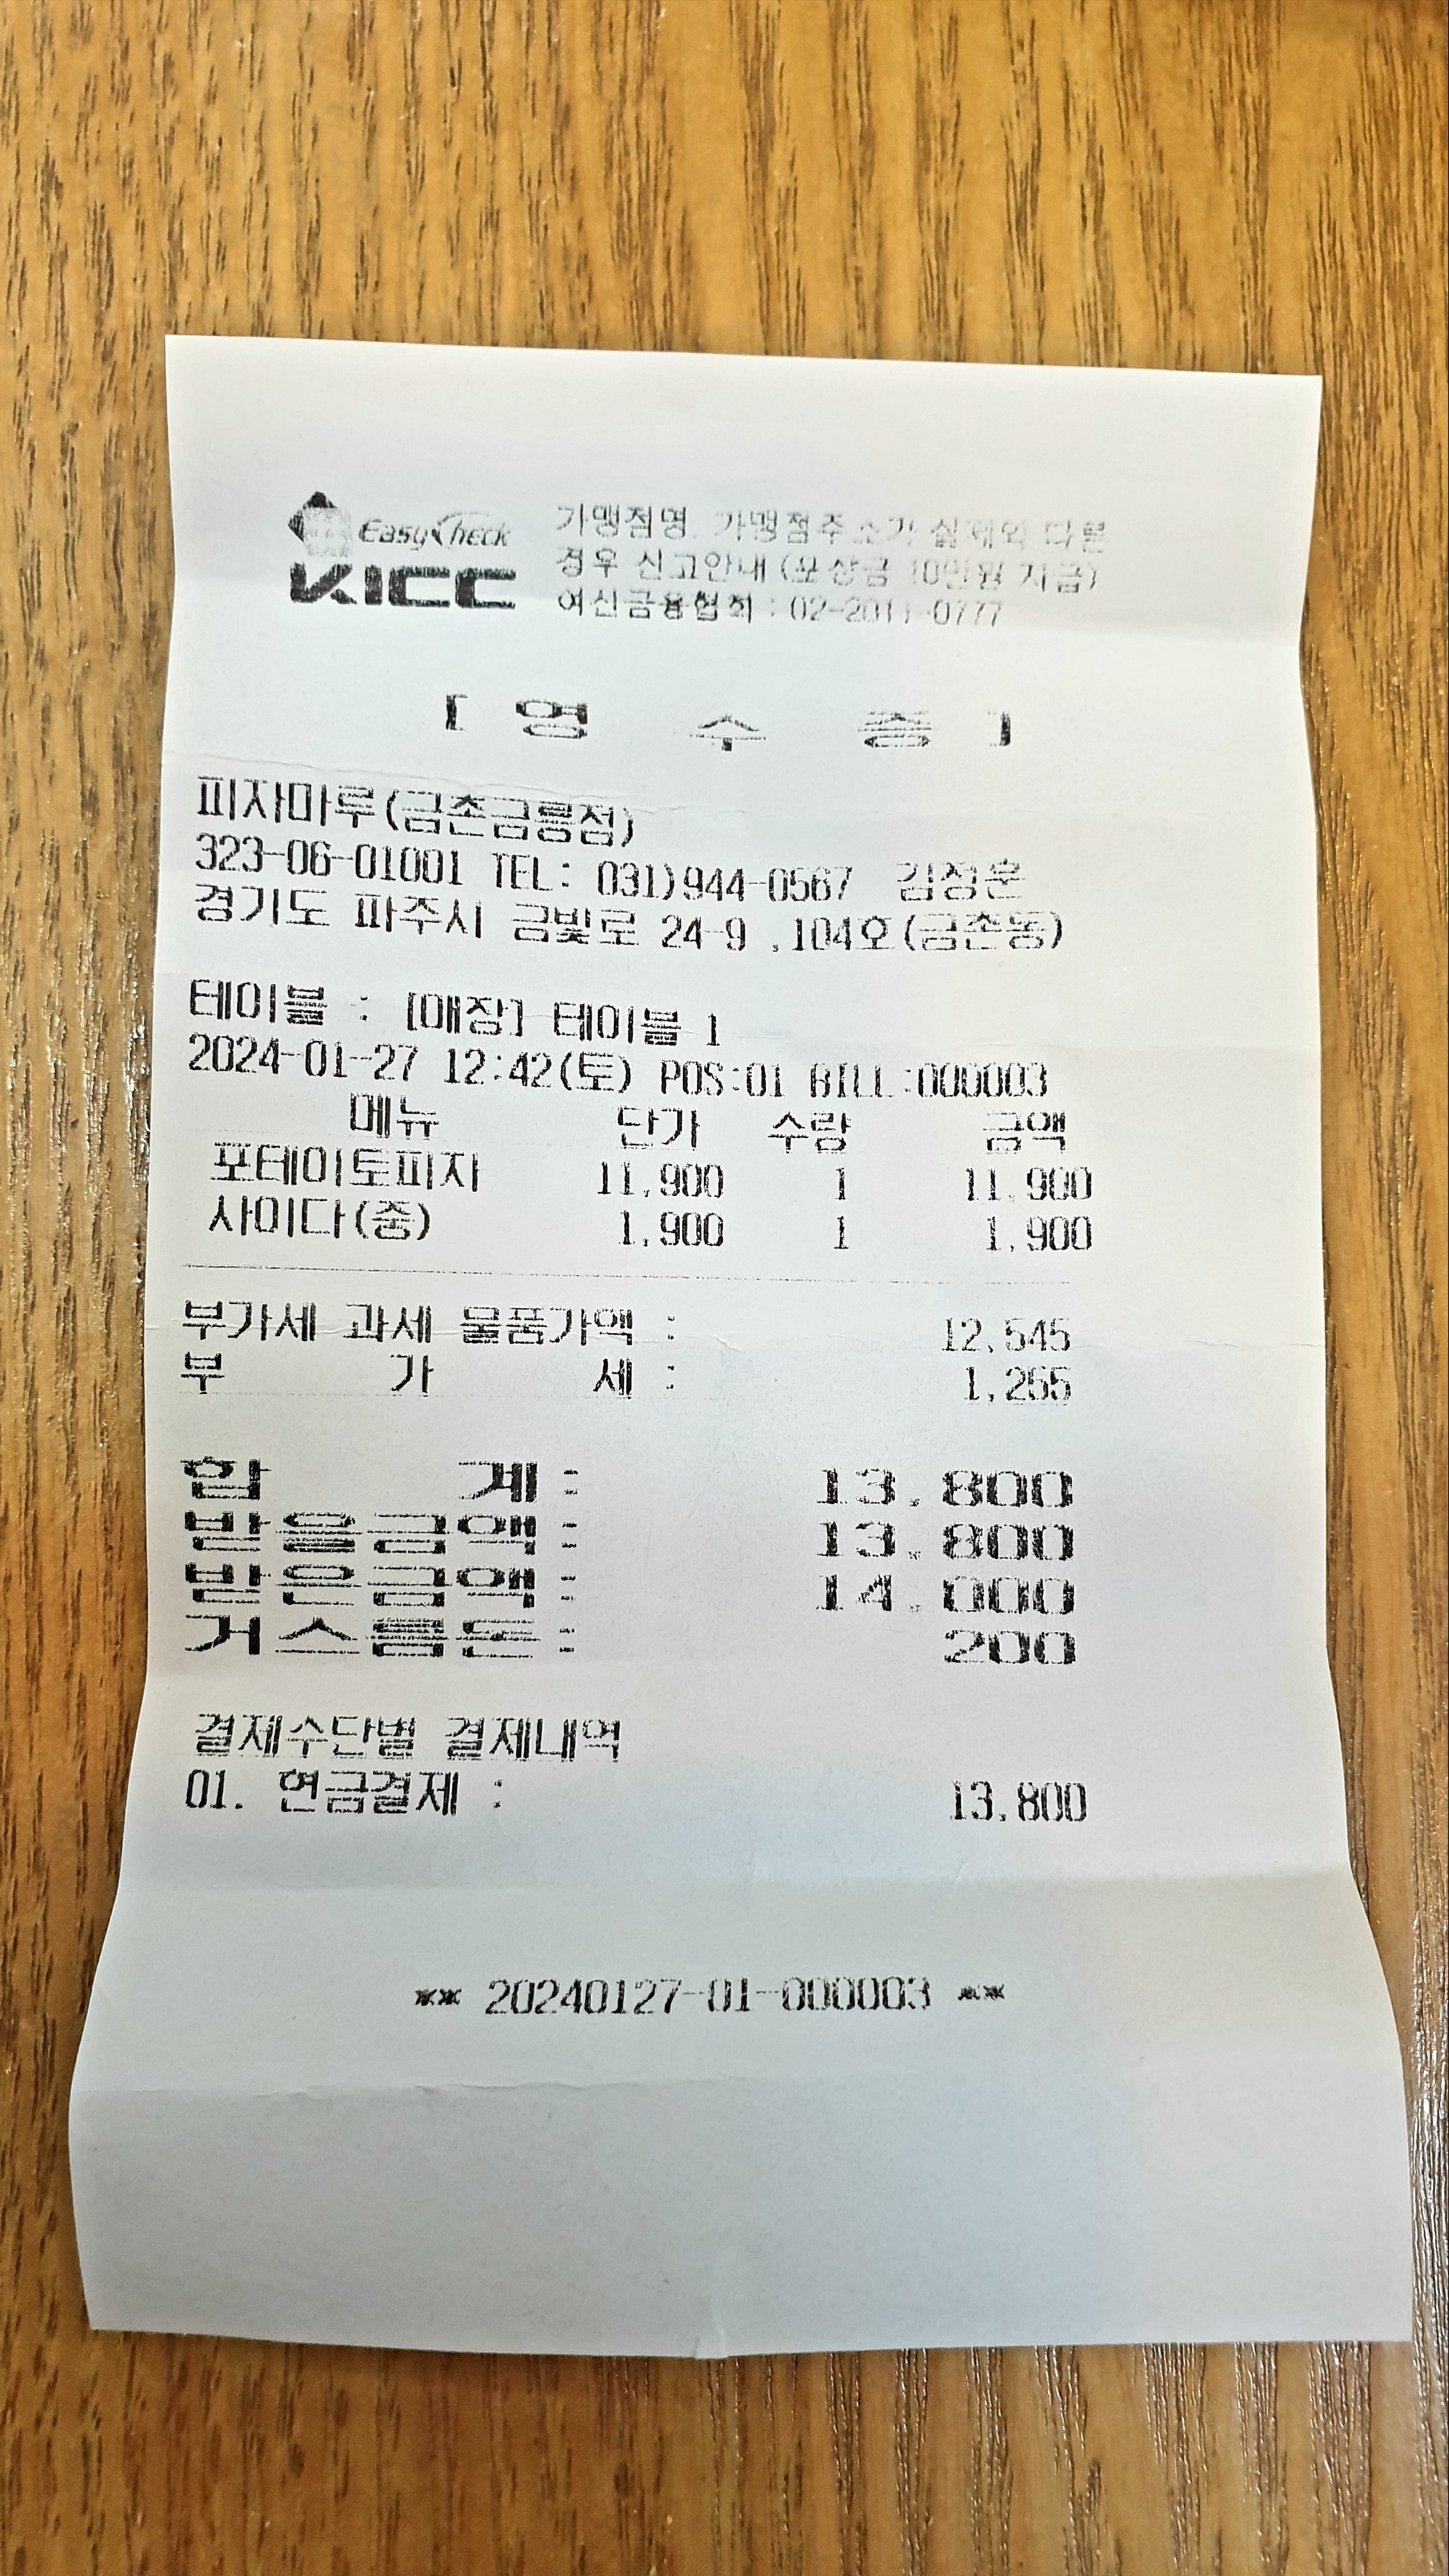 EasyCheck
KICC
가맹점명, 가맹점주소가 실제와 다른
경우 신고안내 (포상금 10만원 지급)
여신금융협회 : 02-2011-0777
[ 영 수 증 ]
피자마루(금촌금릉점)
323-06-01001 TEL: 031)944-0567 김정훈
경기도 파주시 금빛로 24-9 ,104호(금촌동)
테이블 : [매장] 테이블 1
2024-01-27 12:42(토) POS:01 BILL:000003
메뉴 단가 수량 금액
포테이토피자 11,900 1 11,900
사이다(중) 1,900 1 1,900
부가세 과세 물품가액 : 12,545
부 가 세 : 1,255
합 계 : 13,800
받을금액 : 13,800
받은금액 : 14,000
거스름돈 : 200
결제수단별 결제내역
01. 현금결제 : 13,800
** 20240127-01-000003 **